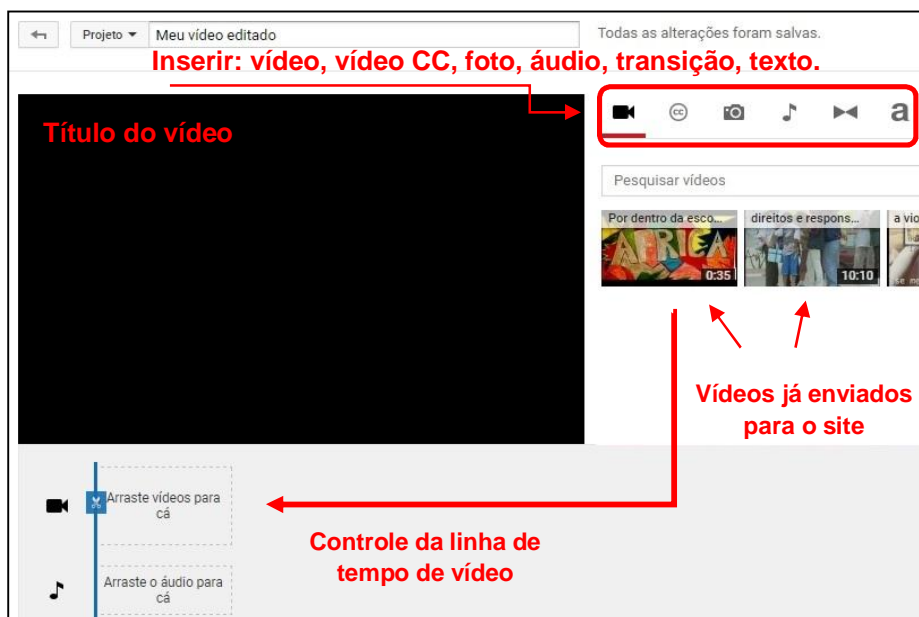 Projeto Meu vídeo editado Todas as alterações foram salvas.
Inserir: vídeo, vídeo CC, foto, áudio, transição, texto.
cc a
Título do vídeo
Pesquisar vídeos
Por dentro da esco... direitos e respons... a vio
AFRICA
0:35 10:10
Vídeos já enviados
para o site
Arraste vídeos para
cá
Controle da linha de
tempo de vídeo
Arraste o áudio para
cá